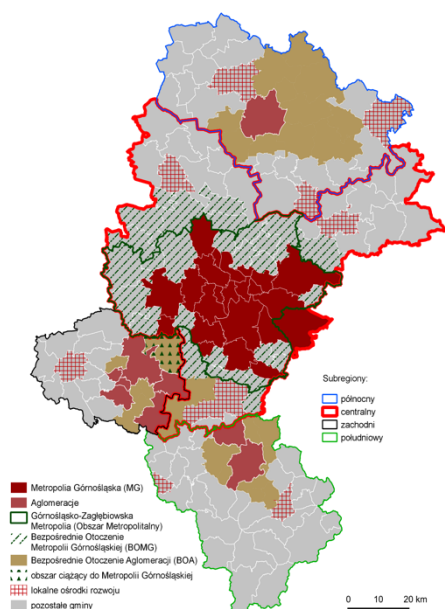 Subregiony:
północny
centralny
zachodni
południowy
Metropolia Górnośląska (MG)
Aglomeracje
Górnośląsko-Zagłębiowska
Metropolia (Obszar Metropolitalny)
Bezpośrednie Otoczenie
Metropolii Górnośląskiej (BOMG)
Bezpośrednie Otoczenie Aglomeracji (BOA)
obszar ciążący do Metropolii Górnośląskiej
lokalne ośrodki rozwoju
pozostałe gminy
0 10 20 km